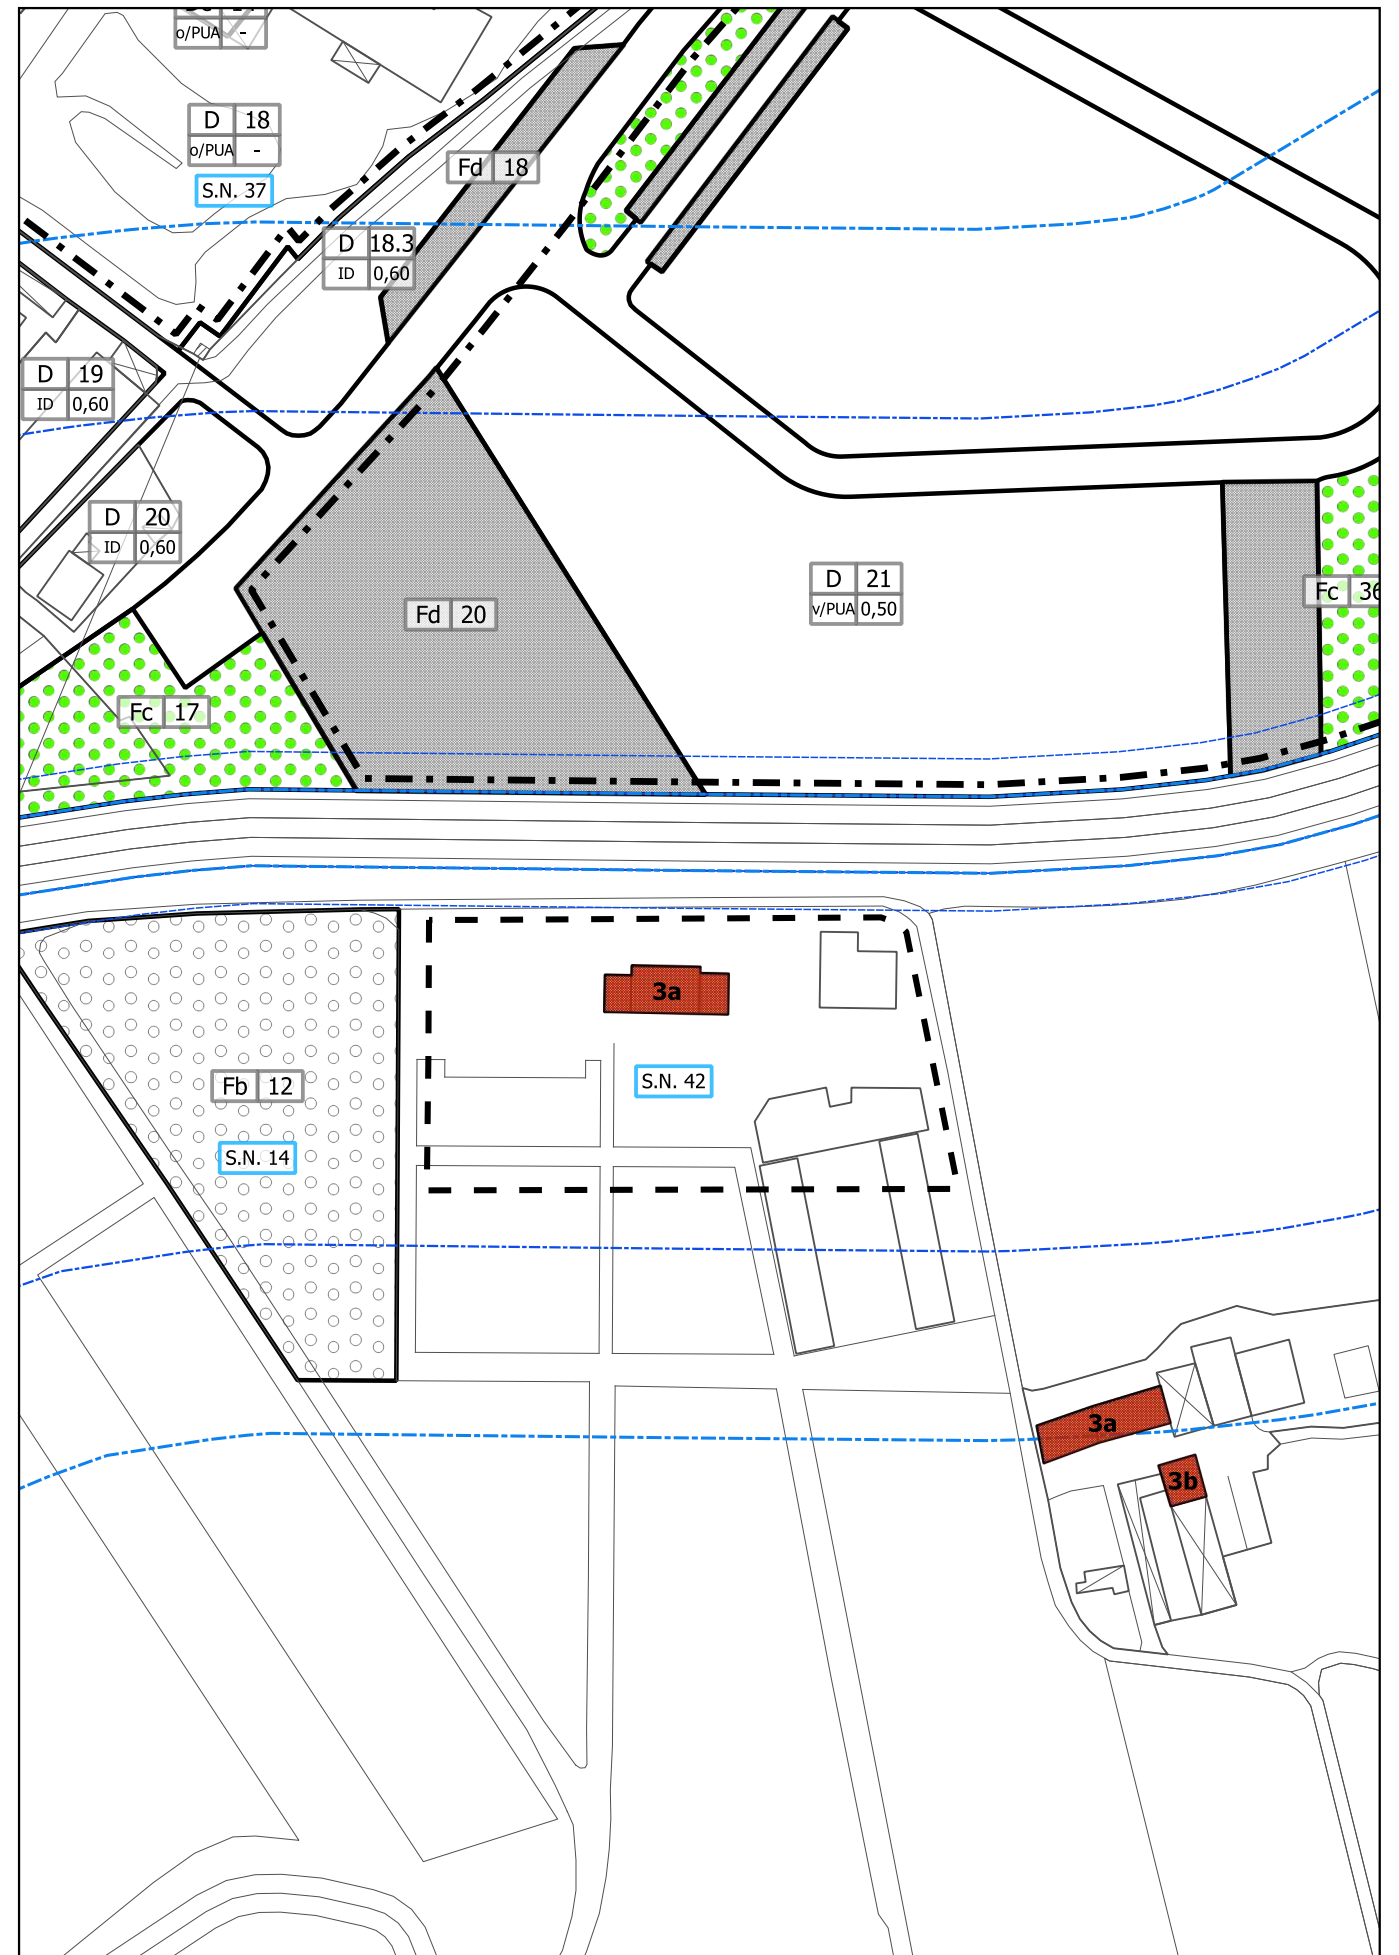 o/PUA -
D 18
o/PUA -
S.N. 37
Fd 18
D 18.3
ID 0,60
D 19
ID 0,60
D 20
ID 0,60
D 21
v/PUA 0,50
Fc 36
Fd 20
Fc 17
3a
S.N. 42
Fb 12
S.N. 14
3a
3b